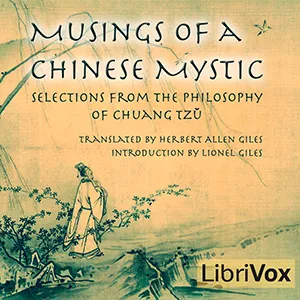 MUSINGS OF A
CHINESE MYSTIC
SELECTIONS FROM THE PHILOSOPHY
OF CHUANG TZŬ
TRANSLATED BY HERBERT ALLEN GILES
INTRODUCTION BY LIONEL GILES
LibriVox